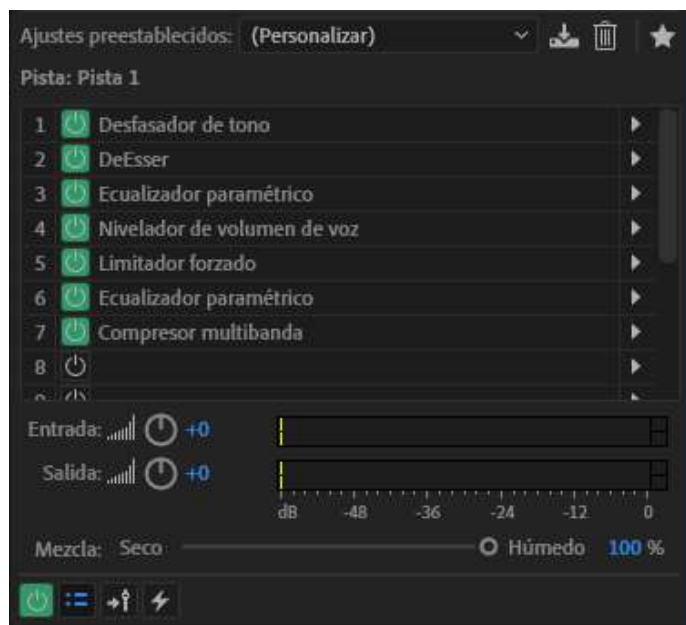 Ajustes preestablecidos: (Personalizar)
Pista: Pista 1
1 Desfasador de tono
2 DeEsser
3 Ecualizador paramétrico
4 Nivelador de volumen de voz
5 Limitador forzado
6 Ecualizador paramétrico
7 Compresor multibanda
8
Entrada: +0
Salida: +0
dB -48 -36 -24 -12 0
Mezcla: Seco Húmedo 100 %